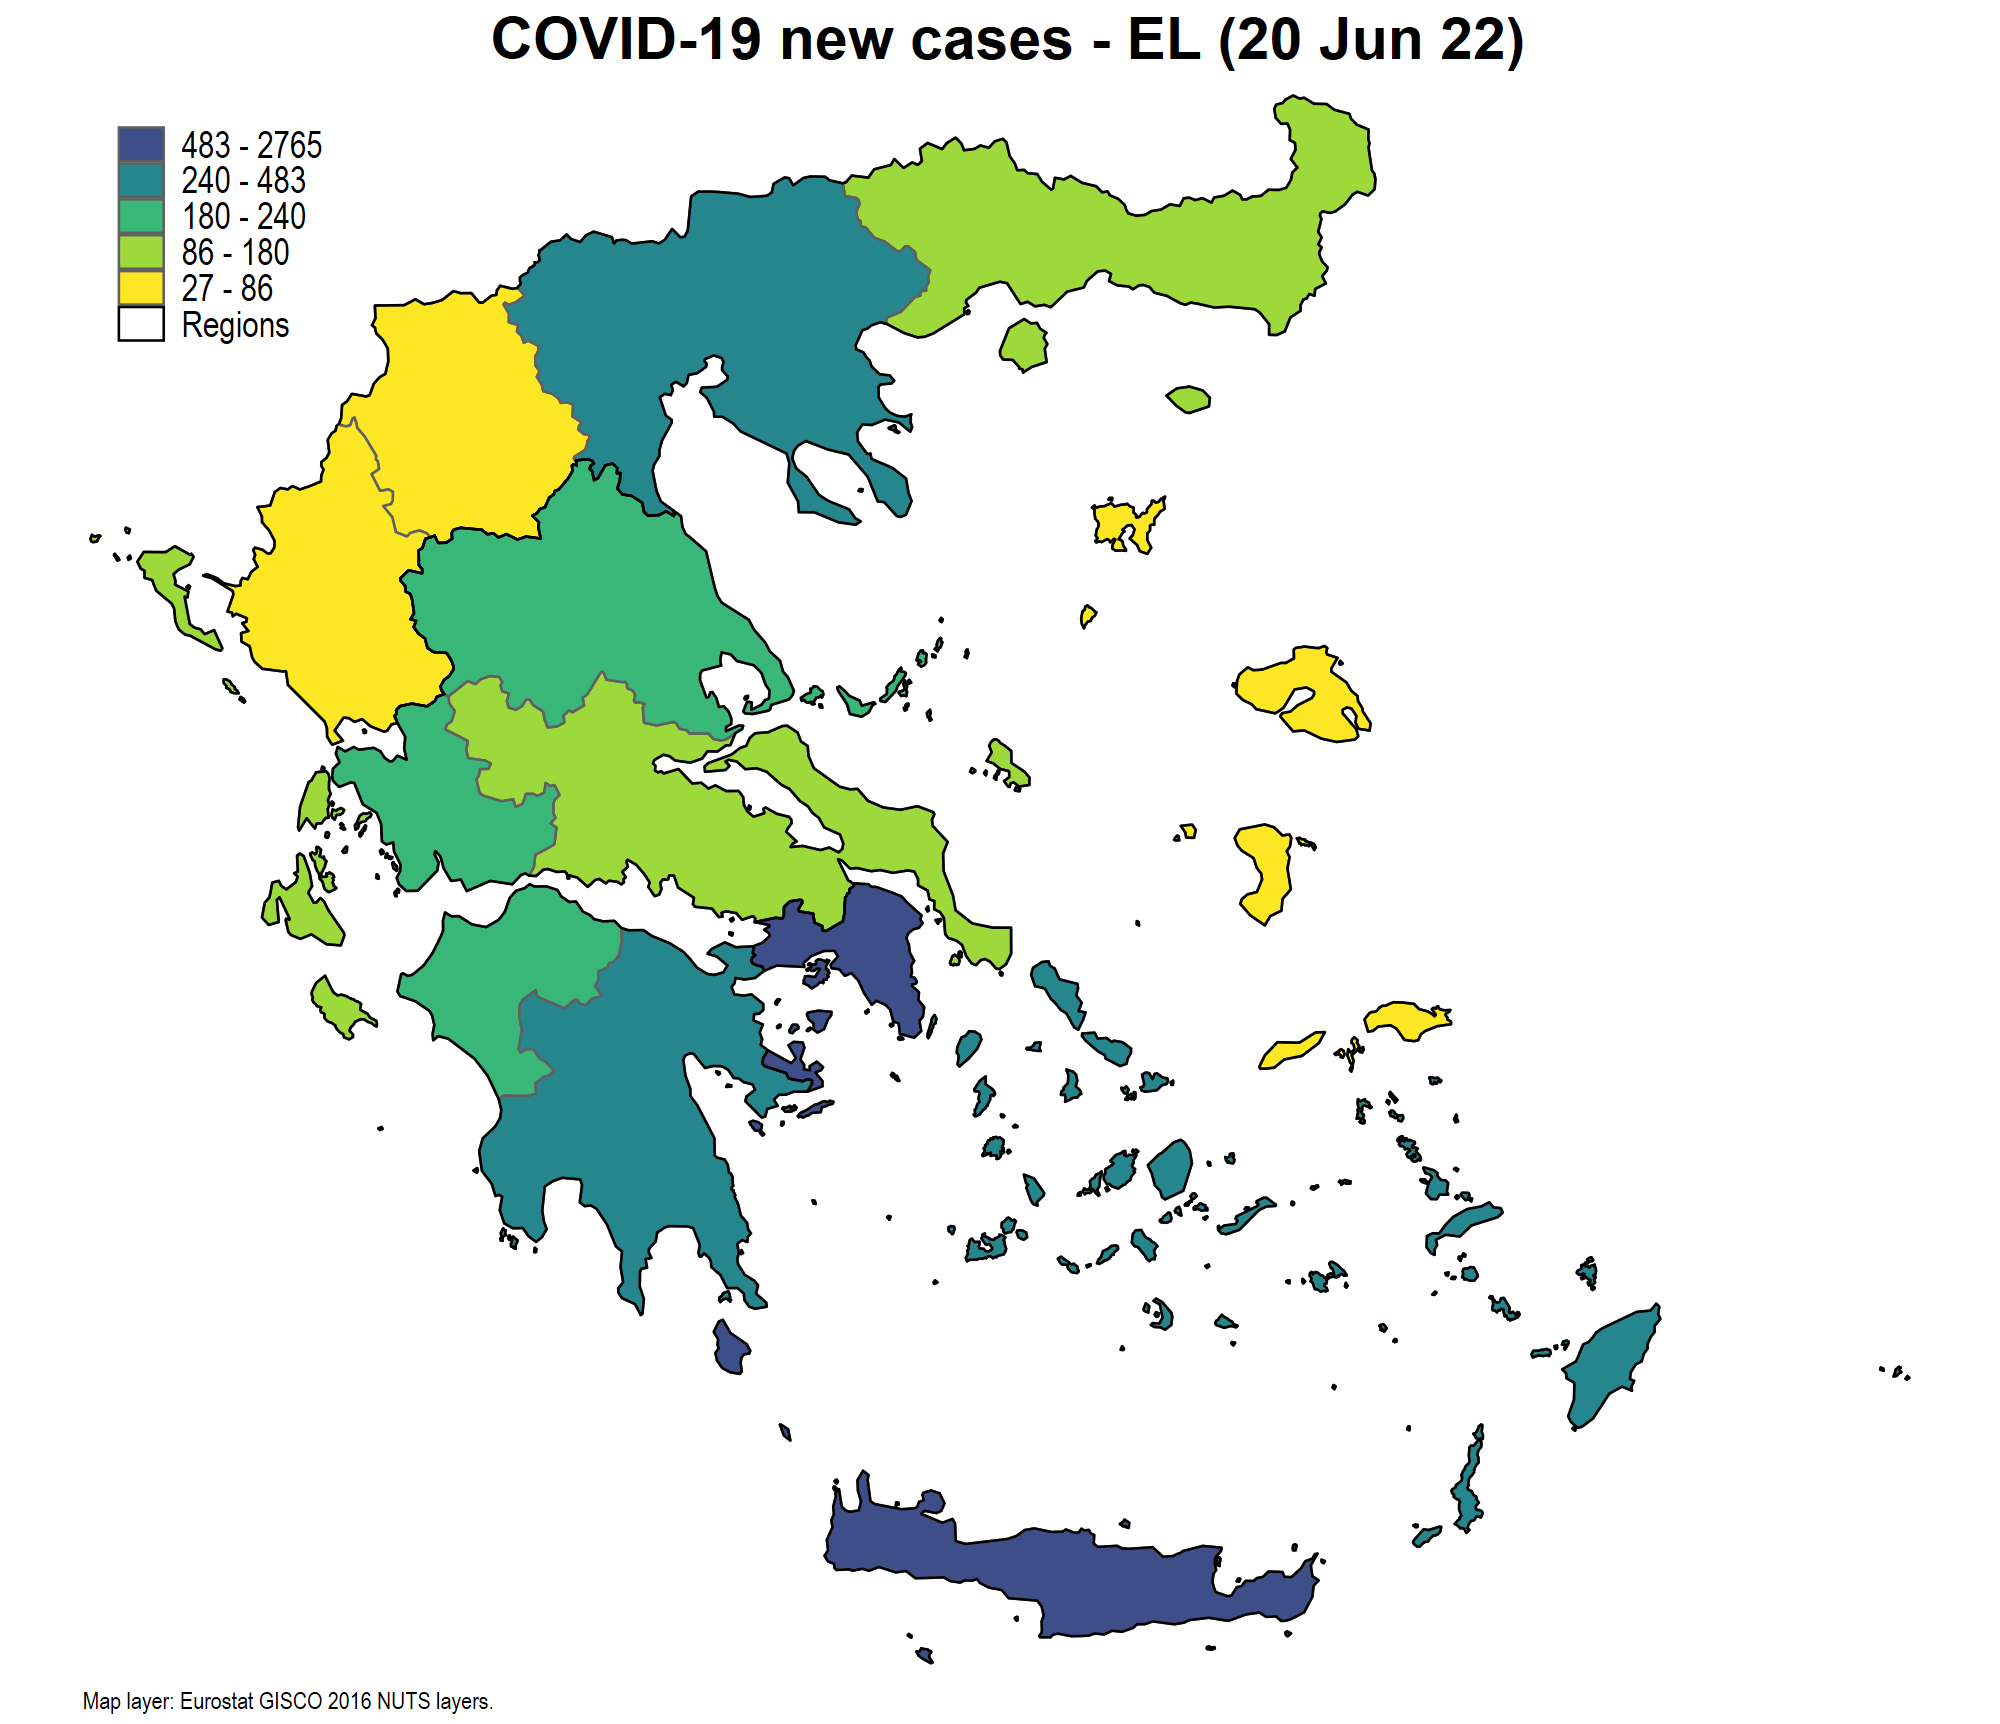 COVID-19 new cases - EL (20 Jun 22)
483 - 2765
240 - 483
180 - 240
86 - 180
27 - 86
Regions
Map layer: Eurostat GISCO 2016 NUTS layers.